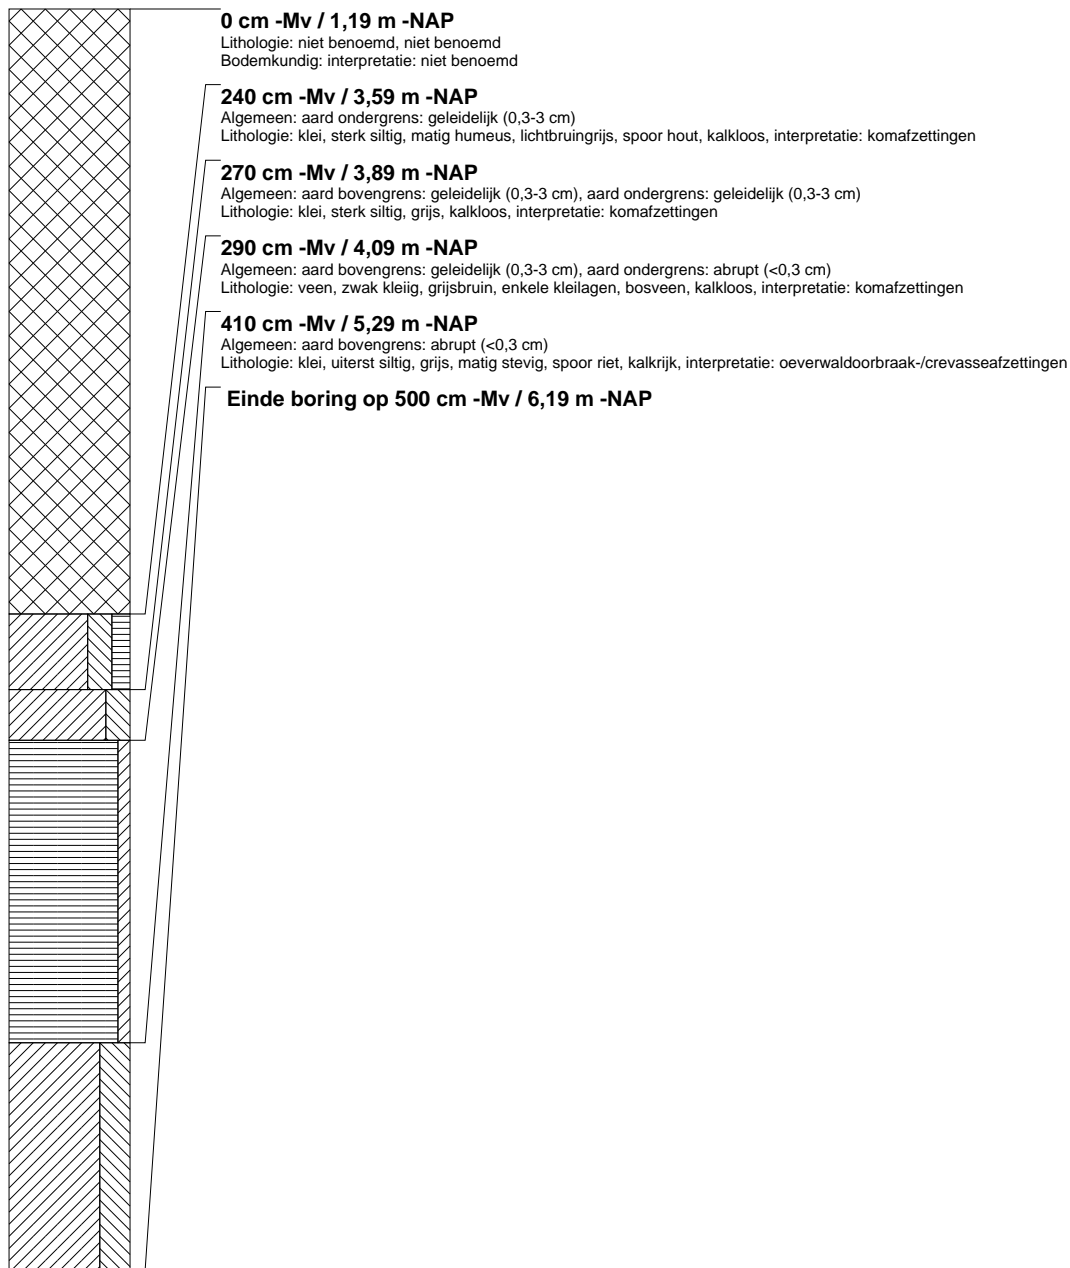 0 cm -Mv / 1,19 m -NAP
Lithologie: niet benoemd, niet benoemd
Bodemkundig: interpretatie: niet benoemd
240 cm -Mv / 3,59 m -NAP
Algemeen: aard ondergrens: geleidelijk (0,3-3 cm)
Lithologie: klei, sterk siltig, matig humeus, lichtbruingrijs, spoor hout, kalkloos, interpretatie: komafzettingen
270 cm -Mv / 3,89 m -NAP
Algemeen: aard bovengrens: geleidelijk (0,3-3 cm), aard ondergrens: geleidelijk (0,3-3 cm)
Lithologie: klei, sterk siltig, grijs, kalkloos, interpretatie: komafzettingen
290 cm -Mv / 4,09 m -NAP
Algemeen: aard bovengrens: geleidelijk (0,3-3 cm), aard ondergrens: abrupt (<0,3 cm)
Lithologie: veen, zwak kleiig, grijsbruin, enkele kleilagen, bosveen, kalkloos, interpretatie: komafzettingen
410 cm -Mv / 5,29 m -NAP
Algemeen: aard bovengrens: abrupt (<0,3 cm)
Lithologie: klei, uiterst siltig, grijs, matig stevig, spoor riet, kalkrijk, interpretatie: oeverwaldoorbraak-/crevasseafzettingen
Einde boring op 500 cm -Mv / 6,19 m -NAP